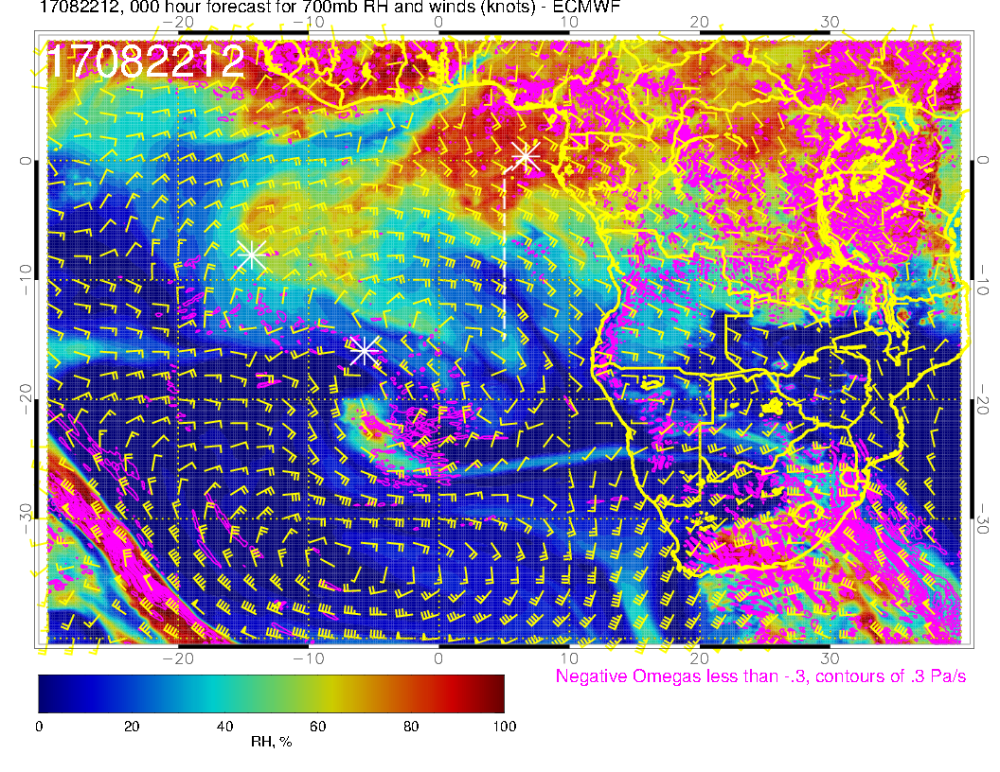 17082212, 000 hour forecast for 700mb RH and winds (knots) - ECMWF
−20 −10 0 10 20 30
17082212
0 0
−10 −10
−20 −20
−30 −30
−20 −10 0 10 20 30
Negative Omegas less than -.3, contours of .3 Pa/s
0 20 40 60 80 100
RH, %